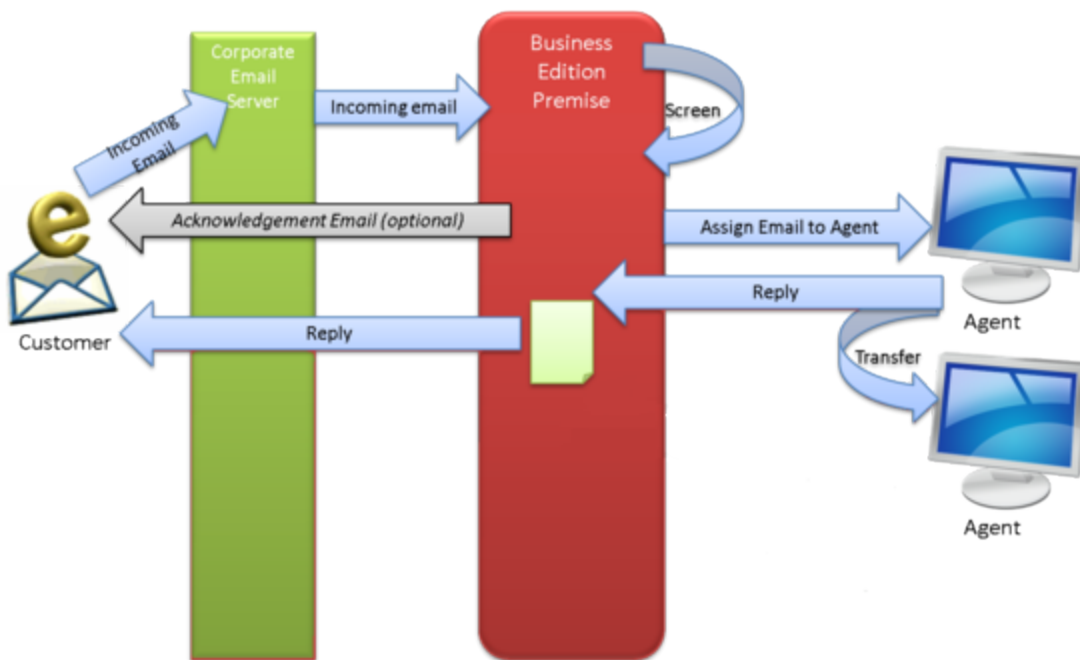 Corporate
Email
Server
Business
Edition
Premise
Incoming
Email
Incoming email
Screen
Acknowledgement Email (optional)
Assign Email to Agent
Reply
Agent
Customer
Reply
Transfer
Agent